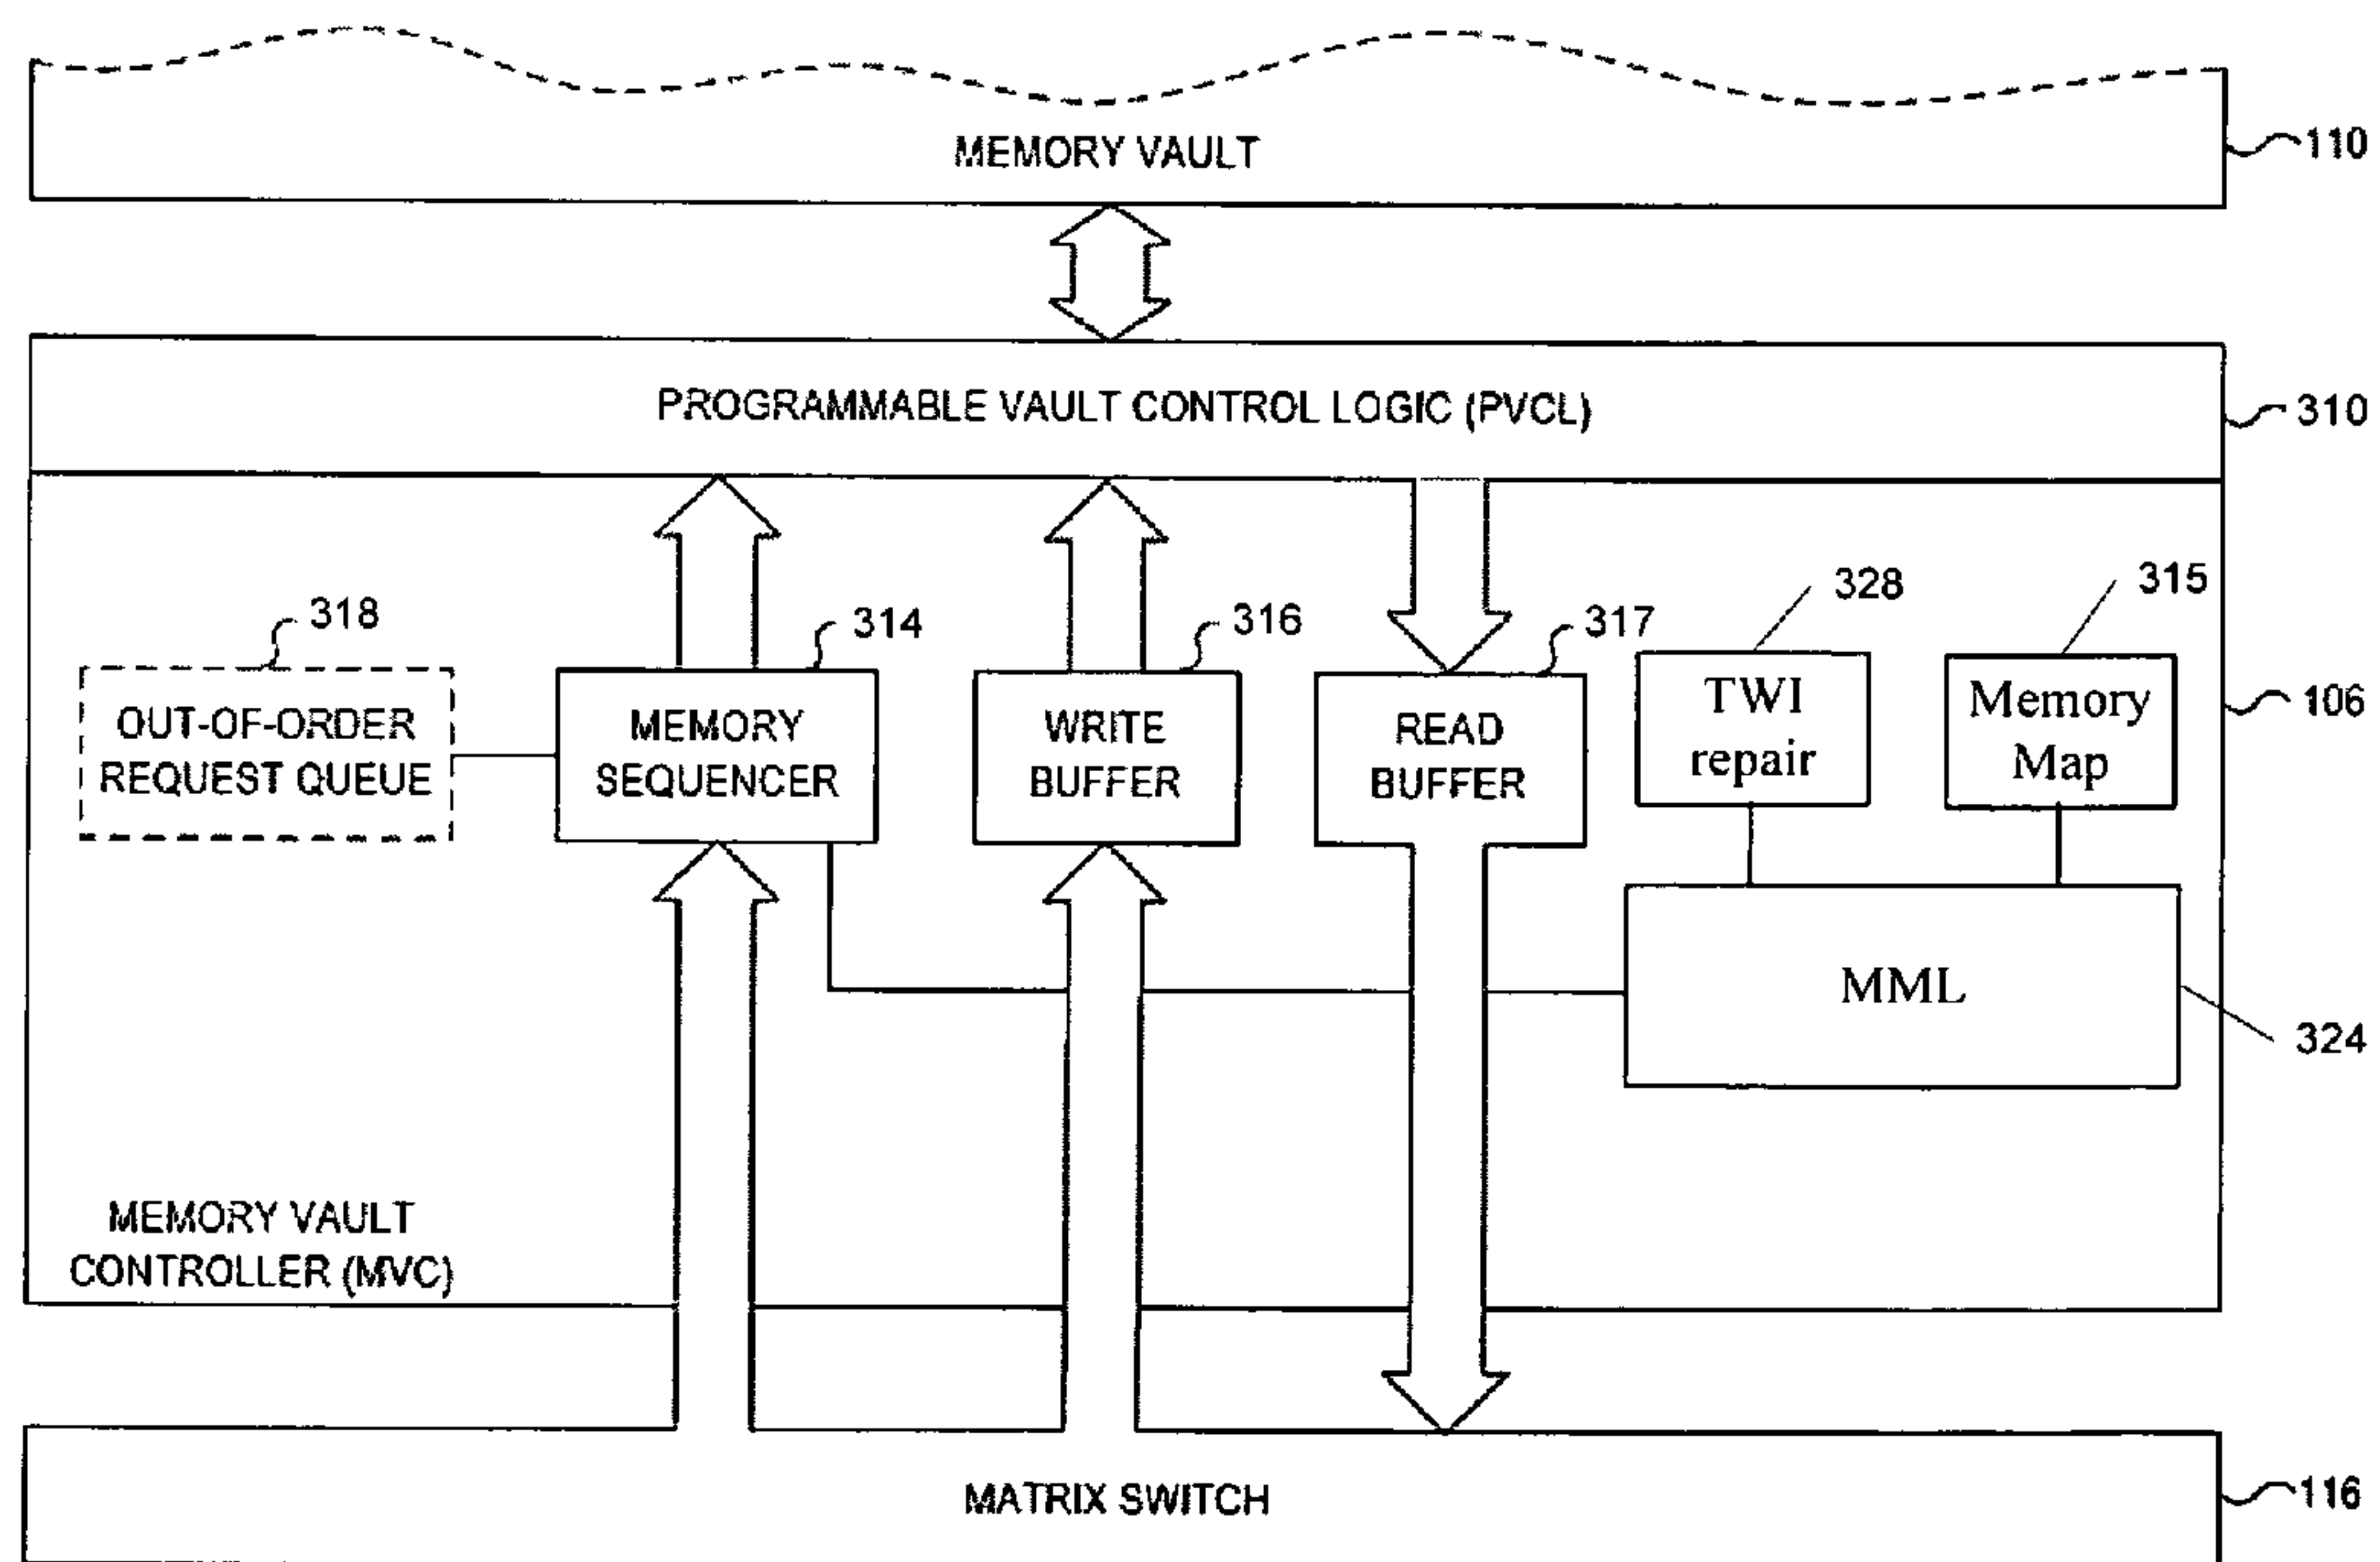 MEMORY VAULT
110
PROGRAMMABLE VAULT CONTROL LOGIC (PVCL)
310
318
314
316
317
328
315
OUT-OF-ORDER
REQUEST QUEUE
MEMORY
SEQUENCER
WRITE
BUFFER
READ
BUFFER
TWI
repair
Memory
Map
106
MML
324
MEMORY VAULT
CONTROLLER (MVC)
MATRIX SWITCH
116